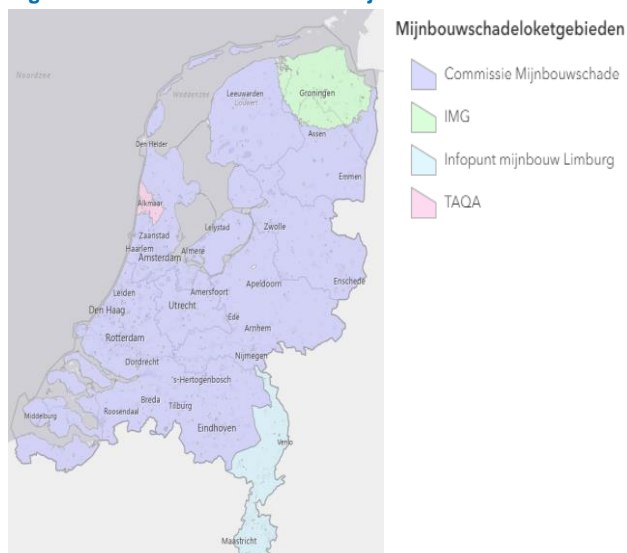 Mijnbouwschadeloketgebieden
Commissie Mijnbouwschade
IMG
Infopunt mijnbouw Limburg
TAQA
Noordzee
Waddenzee
Leeuwarden
Ljouwert
Groningen
Assen
Den Helder
Emmen
Alkmaar
Lelystad
Zwolle
Zaanstad
Haarlem
Almere
Amsterdam
Apeldoorn
Enschede
Leiden
Amersfoort
Den Haag
Utrecht
Ede
Arnhem
Rotterdam
Dordrecht
Nijmegen
's-Hertogenbosch
Breda
Middelburg
Roosendaal
Tilburg
Eindhoven
Venlo
Maastricht